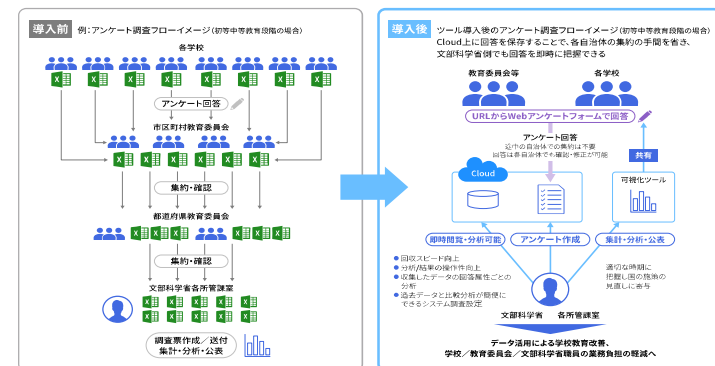 導入前 例：アンケート調査フローイメージ(初等中等教育段階の場合)
各学校
アンケート回答
市区町村教育委員会
集約・確認
都道府県教育委員会
集約・確認
文部科学省各所管課室
調査票作成／送付
集計・分析・公表
導入後 ツール導入後のアンケート調査フローイメージ(初等中等教育段階の場合)
Cloud上に回答を保存することで、各自治体の集約の手間を省き、
文部科学省側でも回答を即時に把握できる
教育委員会等 各学校
URLからWebアンケートフォームで回答
アンケート回答
途中の自治体での集約は不要
回答は各自治体でも確認・修正が可能
共有
Cloud
可視化ツール
即時閲覧・分析可能 アンケート作成 集計・分析・公表
●回収スピード向上
●分析/結果の操作性向上
●収集したデータの回答属性ごとの
分析
●過去データと比較分析が簡便に
できるシステム調査設定
適切な時期に
把握し国の施策の
見直しに寄与
文部科学省 各所管課室
データ活用による学校教育改善、
学校／教育委員会／文部科学省職員の業務負担の軽減へ